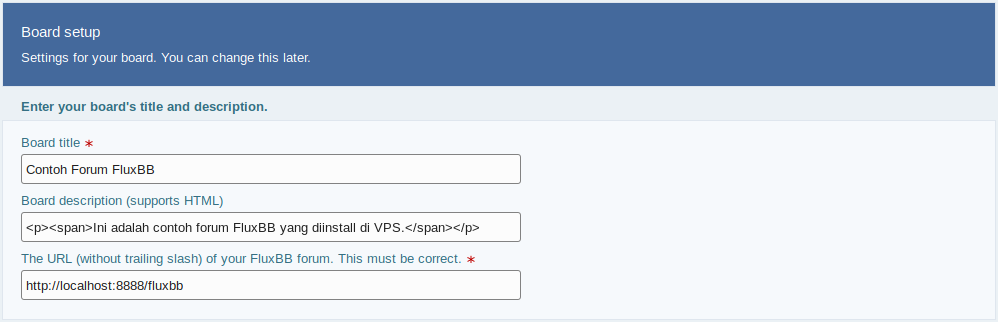 Board setup
Settings for your board. You can change this later.
Enter your board's title and description.
Board title *
Contoh Forum FluxBB
Board description (supports HTML)
<p><span>Ini adalah contoh forum FluxBB yang diinstall di VPS.</span></p>
The URL (without trailing slash) of your FluxBB forum. This must be correct. *
http://localhost:8888/fluxbb